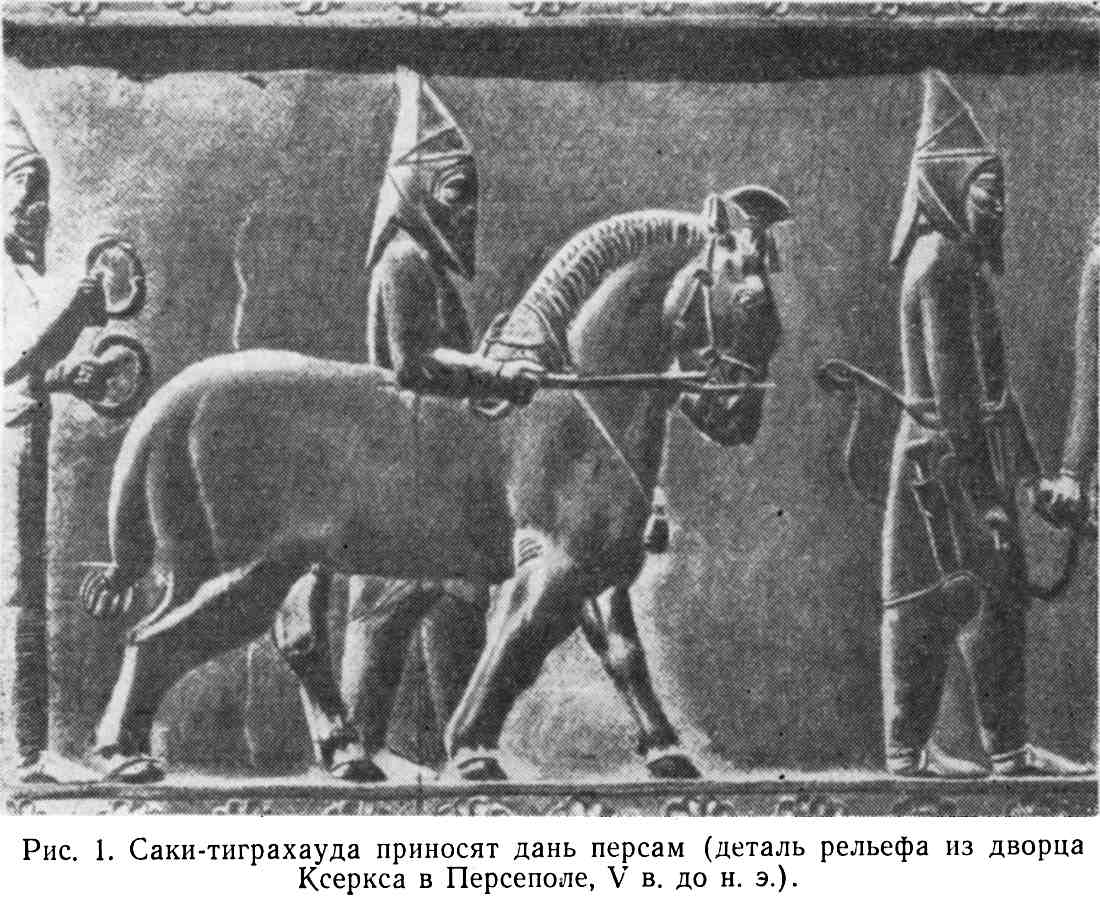 Рис. 1. Саки-тиграхауда приносят дань персам (деталь рельефа из дворца
Ксеркса в Персеполе, V в. до н. э.).